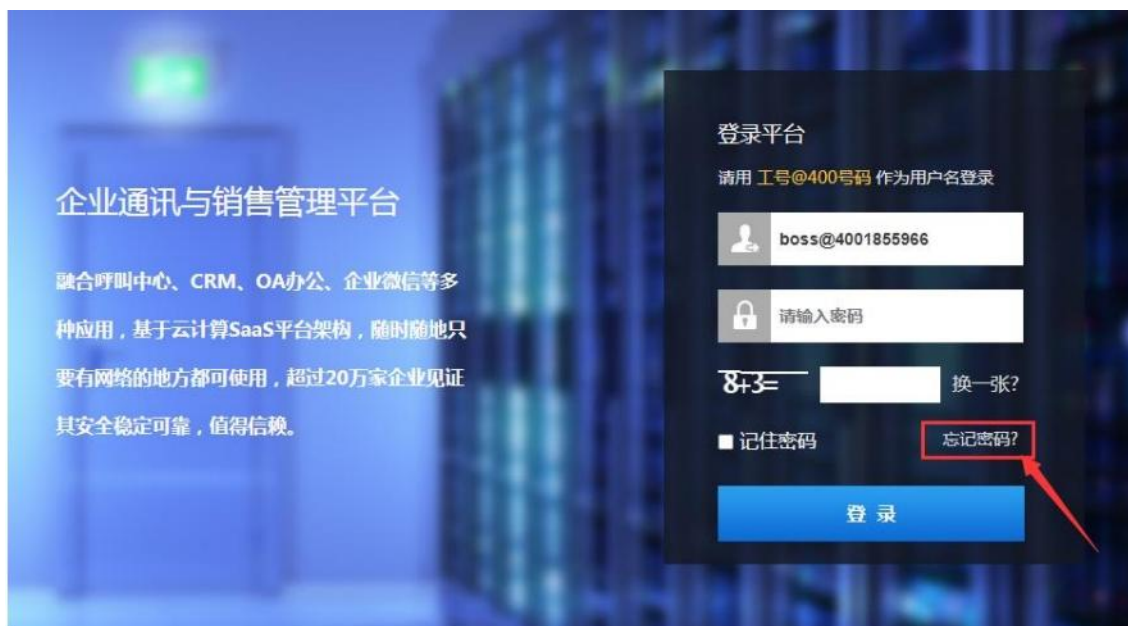 企业通讯与销售管理平台
融合呼叫中心、CRM、OA办公、企业微信等多
种应用，基于云计算SaaS平台架构，随时随地只
要有网络的地方都可使用，超过20万家企业见证
其安全稳定可靠，值得信赖。
登录平台
请用 工号@400号码 作为用户名登录
boss@4001855966
请输入密码
8+3=
换一张?
记住密码
忘记密码?
登 录